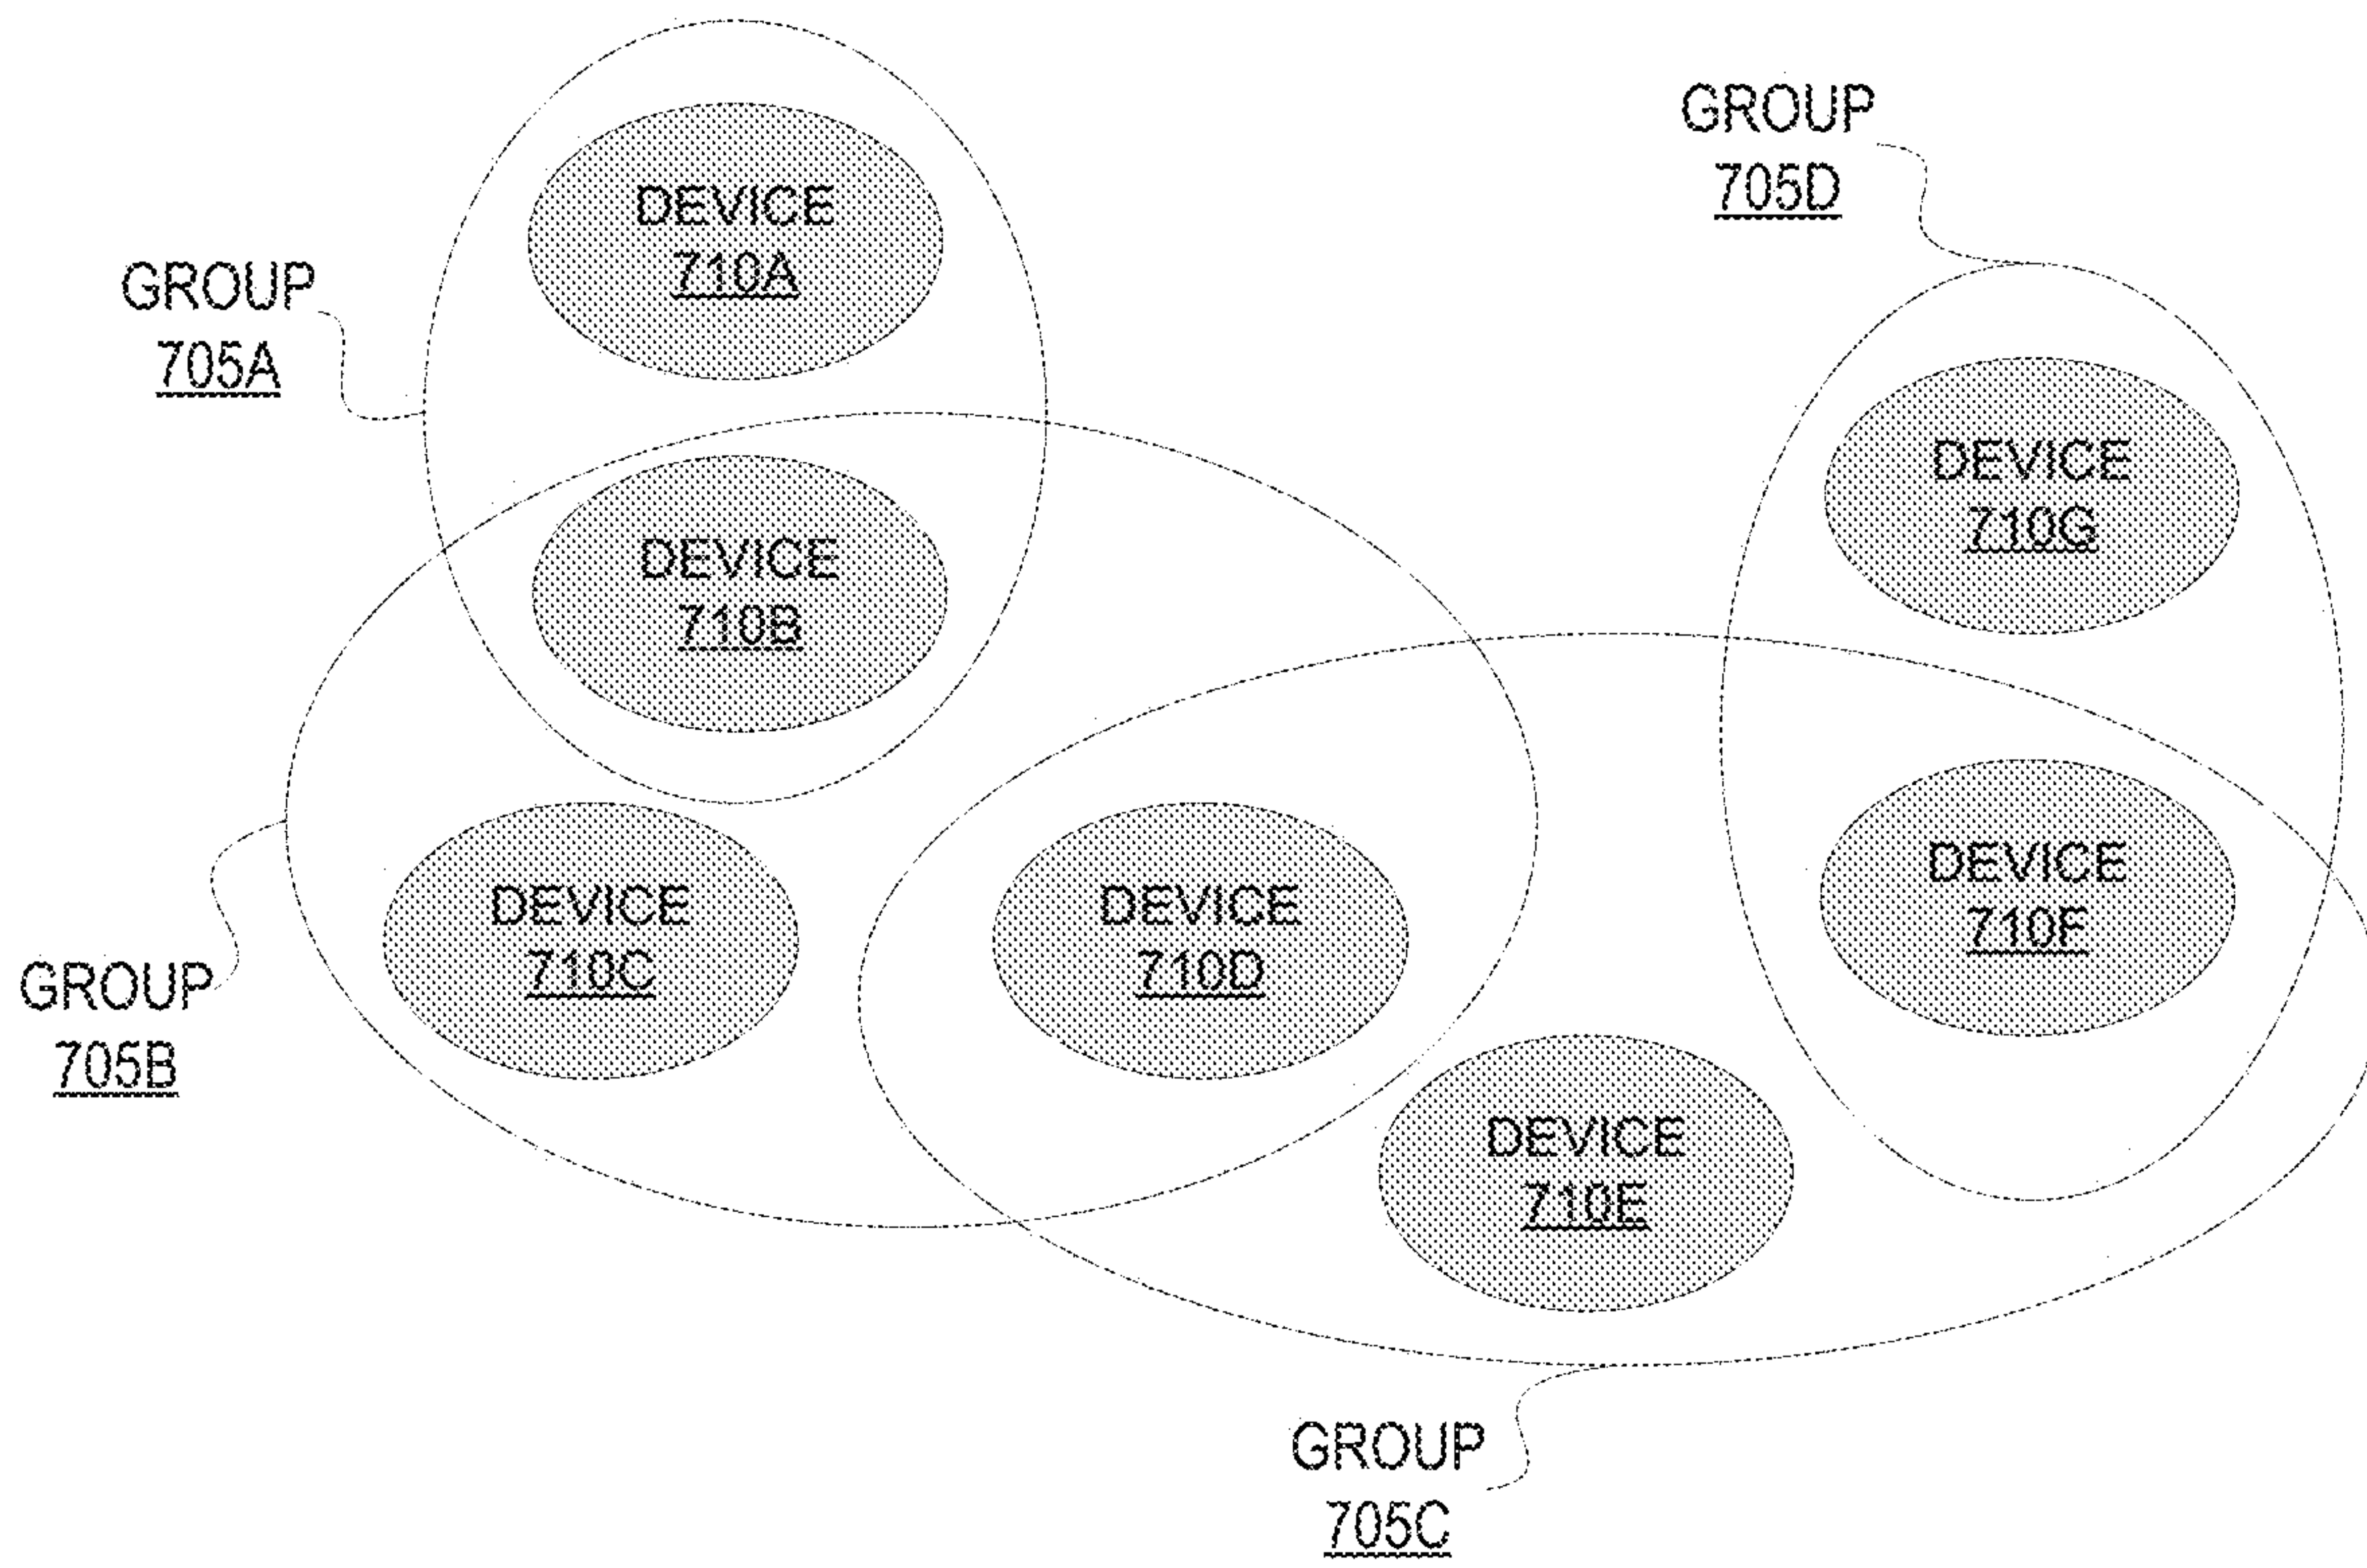 GROUP
705A
DEVICE
710A
GROUP
705D
DEVICE
710G
DEVICE
710B
GROUP
705B
DEVICE
710C
DEVICE
710D
DEVICE
710F
DEVICE
710E
GROUP
705C